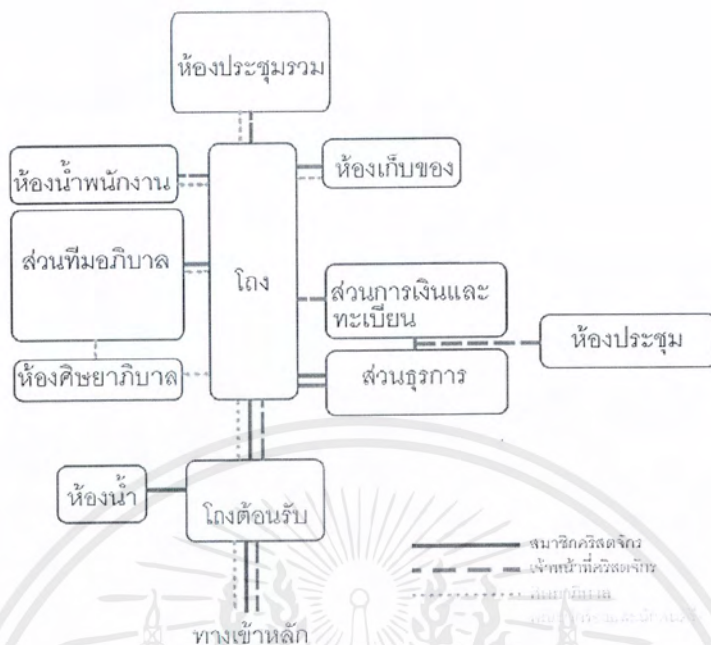 ห้องประชุมรวม
ห้องน้ำพนักงาน
ห้องเก็บของ
ส่วนทีมอภิบาล
โถง
ส่วนการเงินและ
ทะเบียน
ห้องประชุม
ห้องศิษยาภิบาล
ส่วนธุรการ
ห้องน้ำ
โถงต้อนรับ
สมาชิกคริสตจักร
เจ้าหน้าที่คริสตจักร
ทางเข้าหลัก